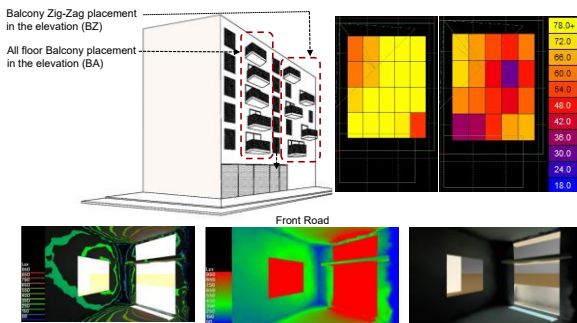 Balcony Zig-Zag placement
in the elevation (BZ)
All floor Balcony placement
in the elevation (BA)
78.0+
72.0
66.0
60.0
54.0
48.0
42.0
36.0
30.0
24.0
18.0
Front Road
Lux
Lux